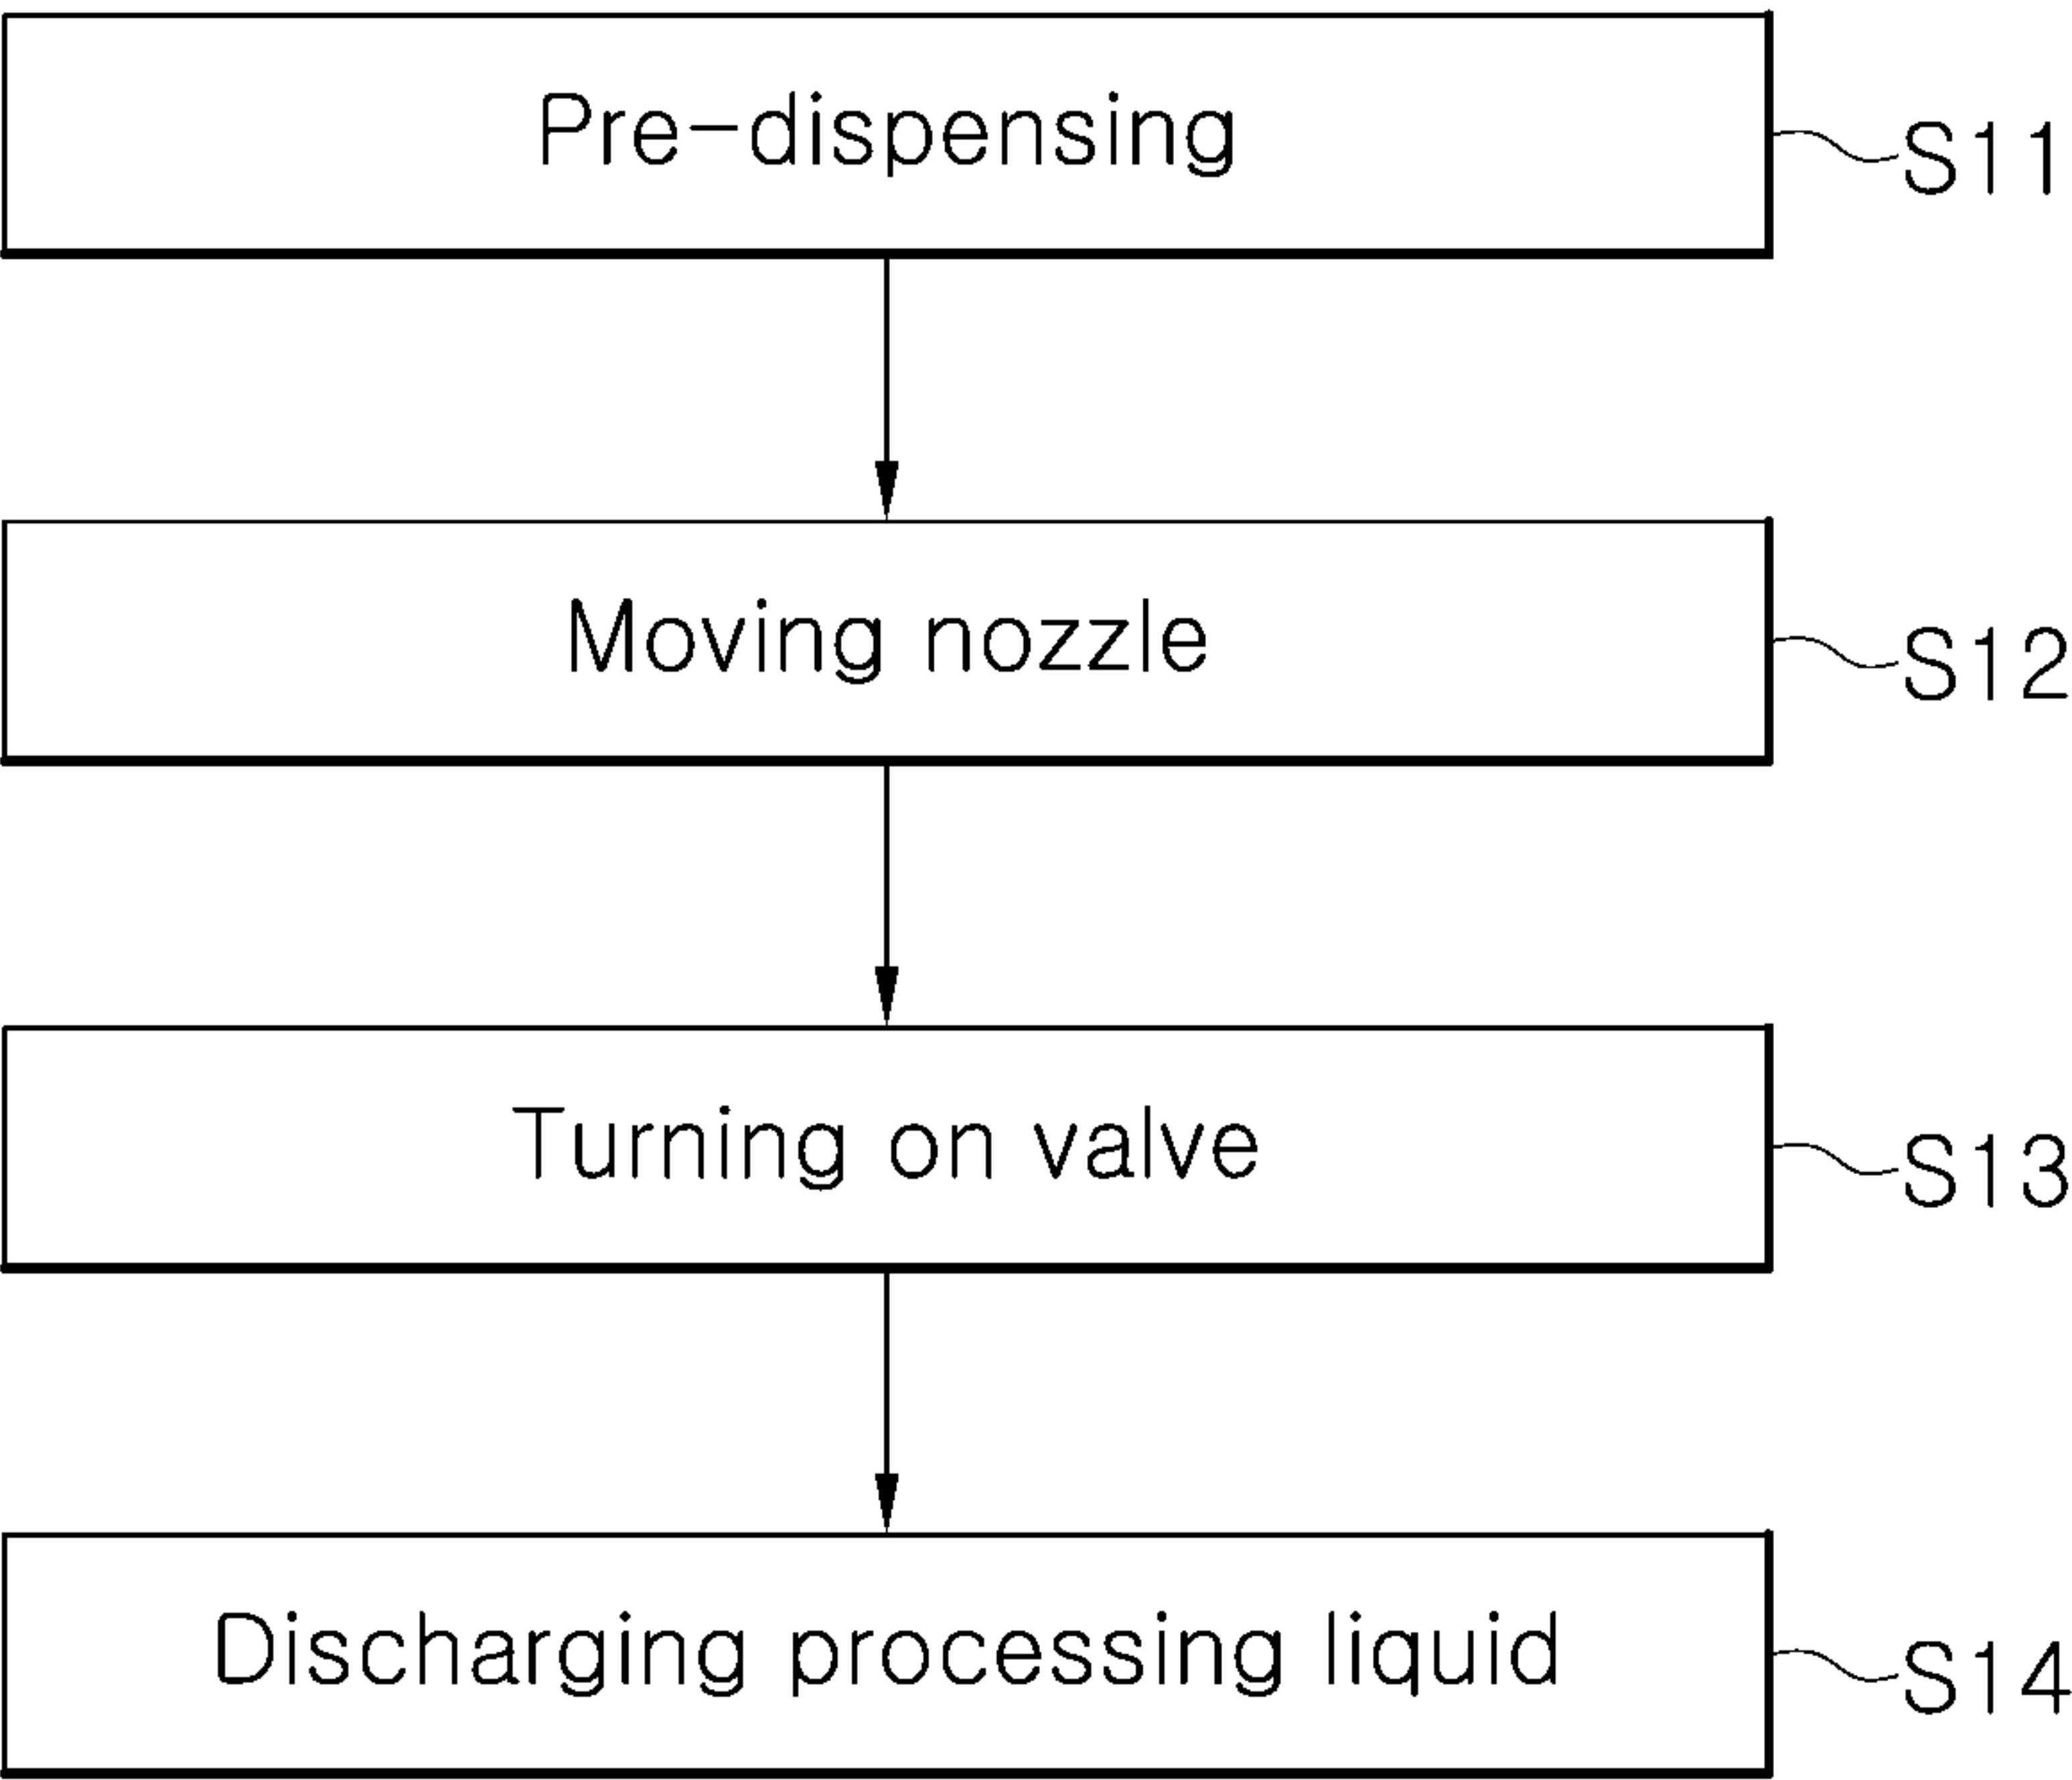 Pre-dispensing
S11
Moving nozzle
S12
Turning on valve
S13
Discharging processing liquid
S14